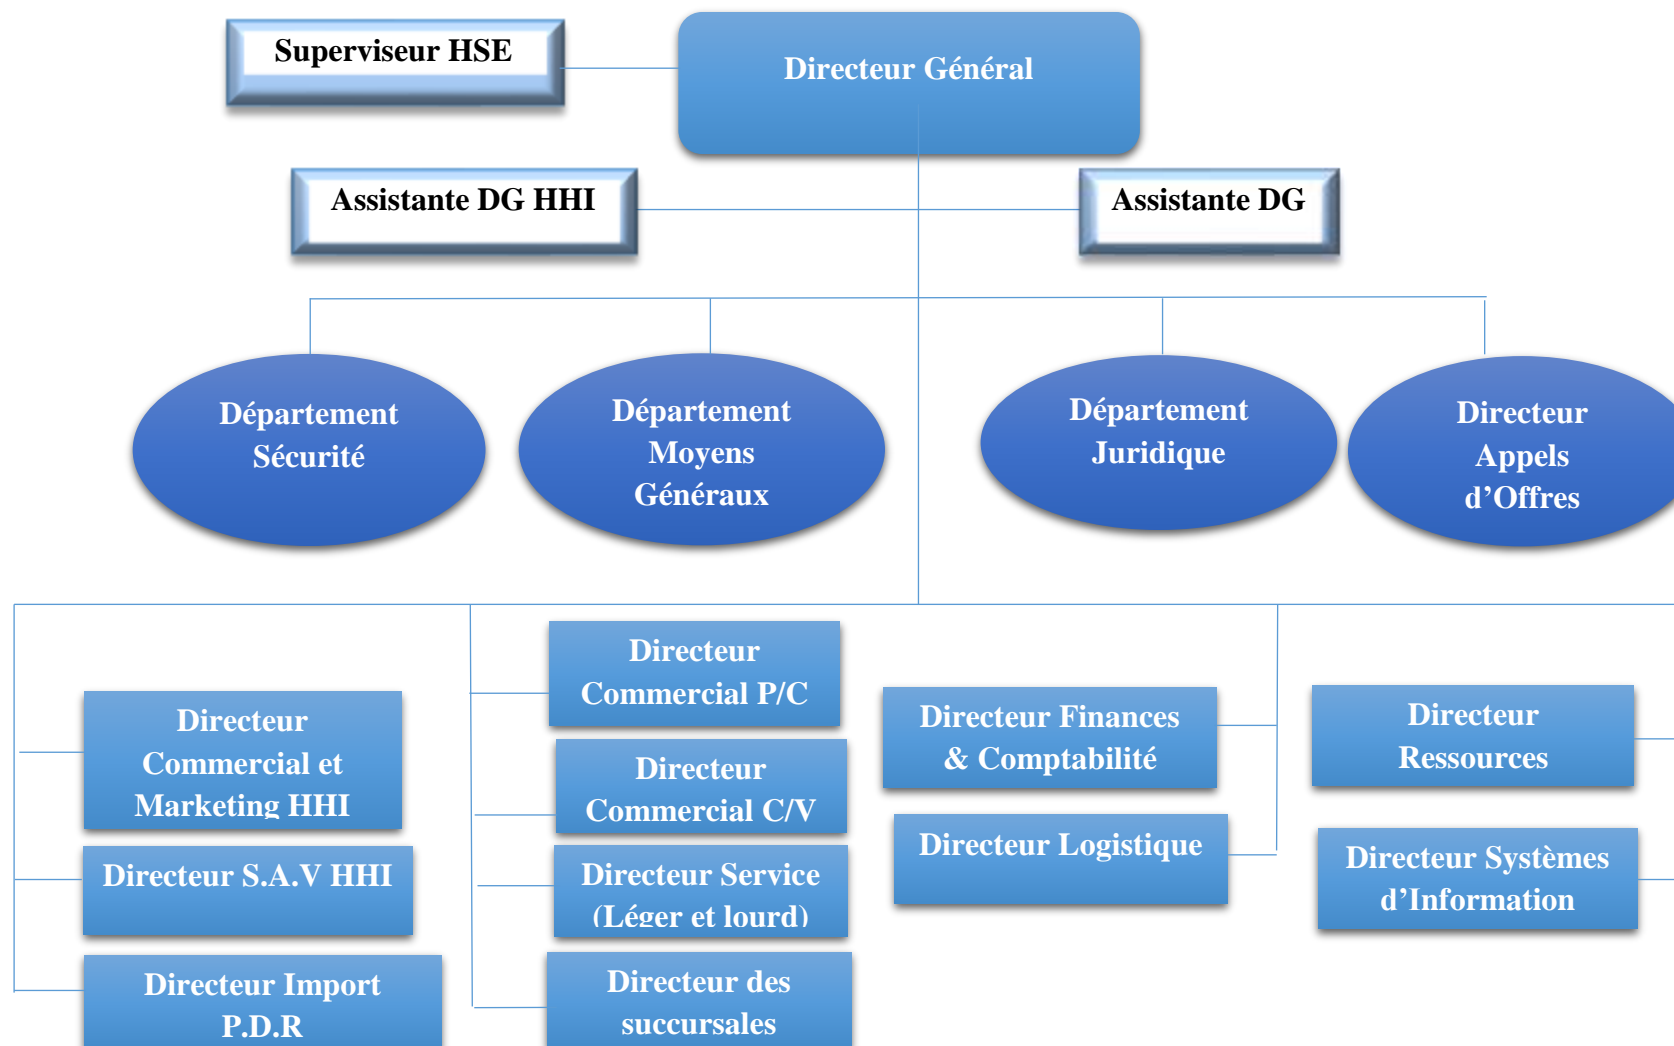 Superviseur HSE
Directeur Général
Assistante DG HHI
Assistante DG
Département
Sécurité
Département
Moyens
Généraux
Département
Juridique
Directeur
Appels
d’Offres
Directeur
Commercial et
Marketing HHI
Directeur S.A.V HHI
Directeur Import
P.D.R
Directeur
Commercial P/C
Directeur
Commercial C/V
Directeur Service
(Léger et lourd)
Directeur des
succursales
Directeur Finances
& Comptabilité
Directeur Logistique
Directeur
Ressources
Directeur Systèmes
d’Information